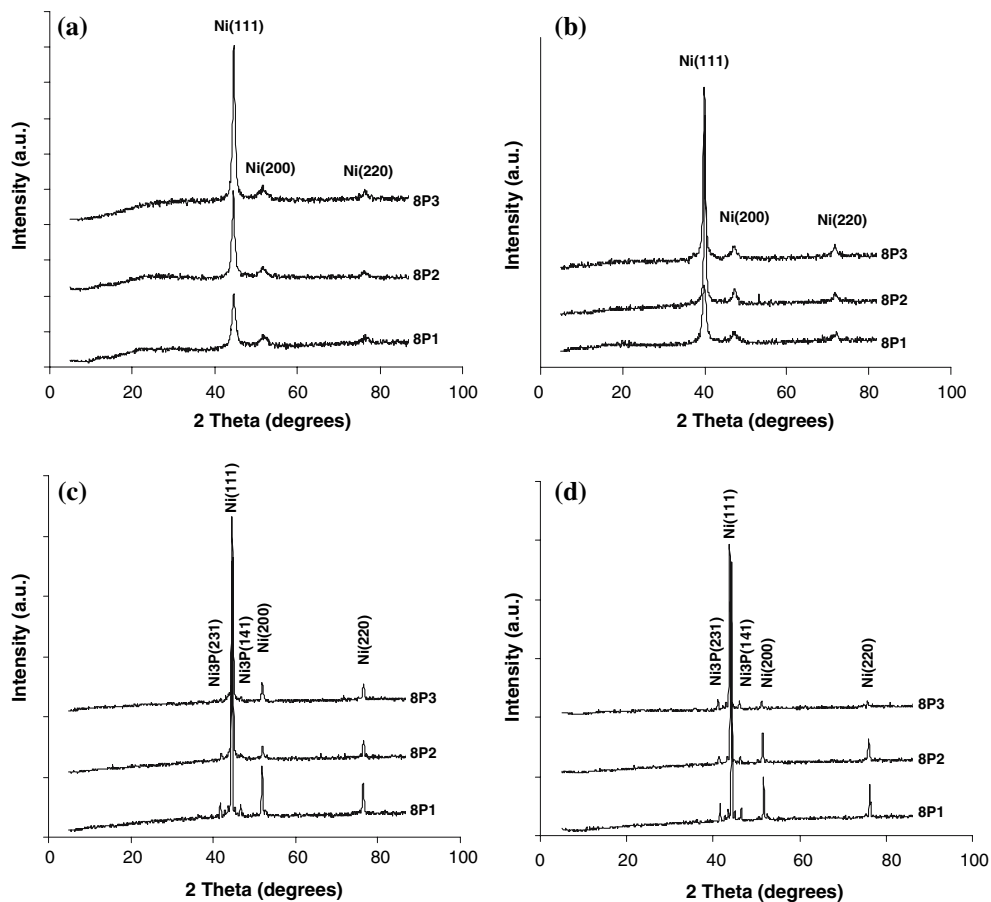 (a)
Ni(111)
Ni(200)
Ni(220)
8P3
8P2
8P1
Intensity (a.u.)
0 20 40 60 80 100
2 Theta (degrees)
(b)
Ni(111)
Ni(200)
Ni(220)
8P3
8P2
8P1
Intensity (a.u.)
0 20 40 60 80 100
2 Theta (degrees)
(c)
Ni3P(231)
Ni(111)
Ni3P(141)
Ni(200)
Ni(220)
8P3
8P2
8P1
Intensity (a.u.)
0 20 40 60 80 100
2 Theta (degrees)
(d)
Ni3P(231)
Ni(111)
Ni3P(141)
Ni(200)
Ni(220)
8P3
8P2
8P1
Intensity (a.u.)
0 20 40 60 80 100
2 Theta (degrees)